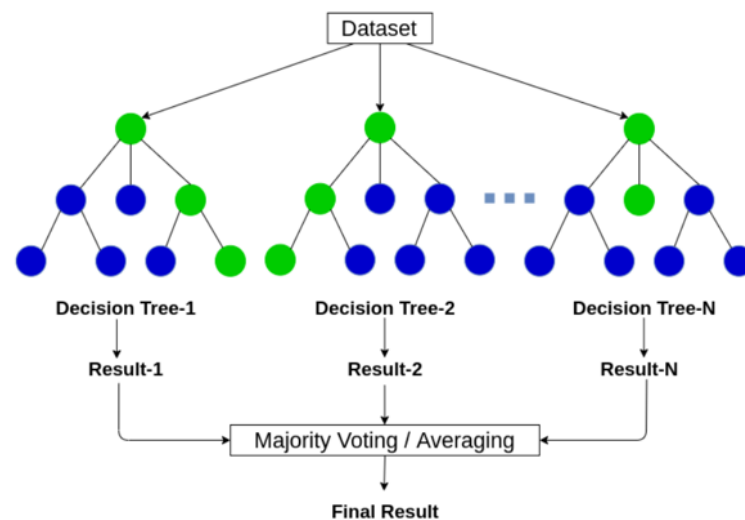 Dataset
Decision Tree-1
Decision Tree-2
Decision Tree-N
Result-1
Result-2
Result-N
Majority Voting / Averaging
Final Result